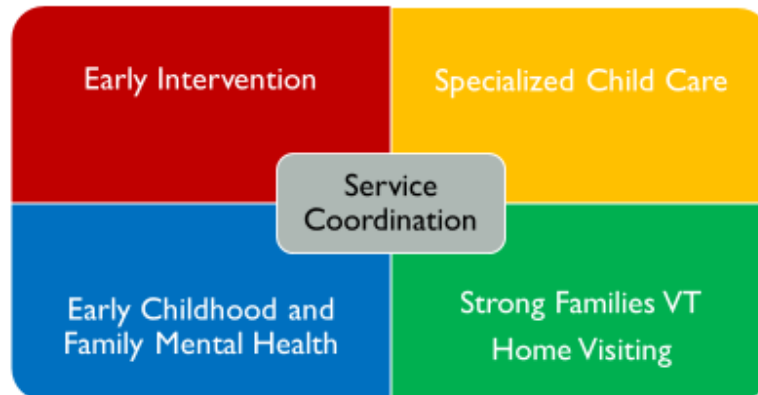 Early Intervention
Specialized Child Care
Service
Coordination
Early Childhood and
Family Mental Health
Strong Families VT
Home Visiting